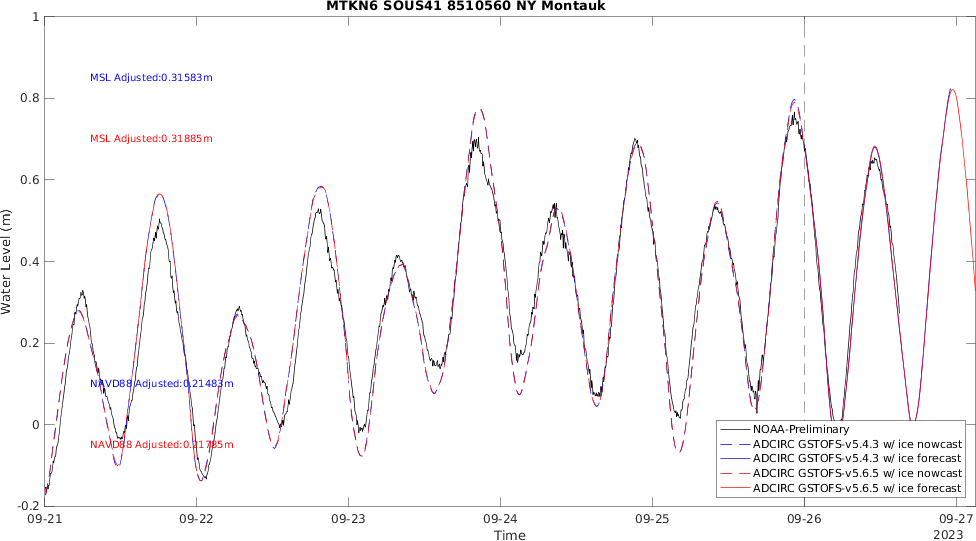 MTKN6 SOUS41 8510560 NY Montauk
1
0.8
0.6
0.4
0.2
0
-0.2
Water Level (m)
MSL Adjusted:0.31583m
MSL Adjusted:0.31885m
NAVD88 Adjusted:0.21483m
NAVD88 Adjusted:0.21785m
NOAA-Preliminary
ADCIRC GSTOFS-v5.4.3 w/ ice nowcast
ADCIRC GSTOFS-v5.4.3 w/ ice forecast
ADCIRC GSTOFS-v5.6.5 w/ ice nowcast
ADCIRC GSTOFS-v5.6.5 w/ ice forecast
09-21 09-22 09-23 09-24 09-25 09-26 09-27
Time
2023